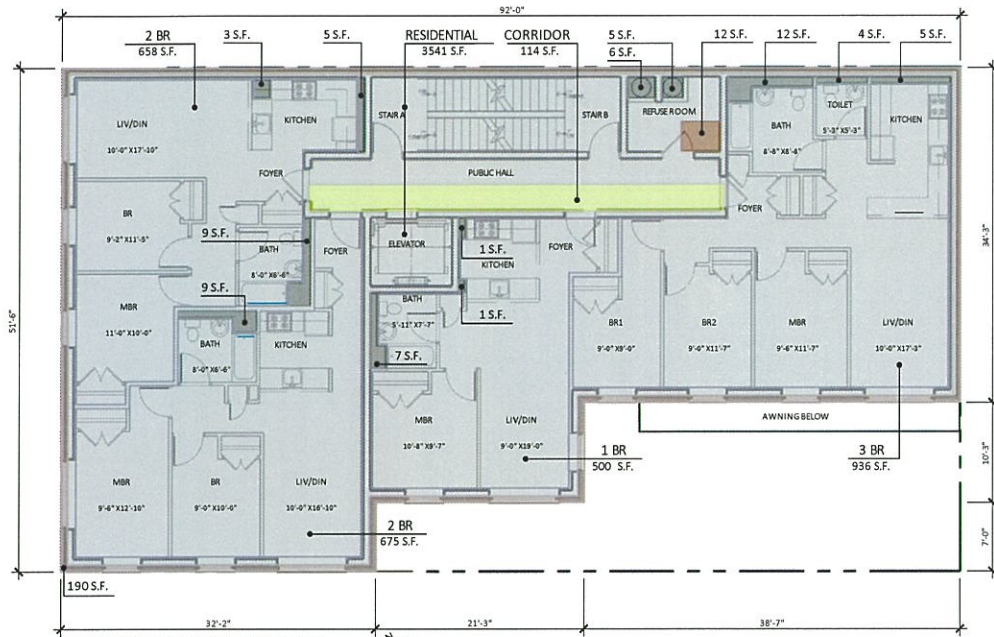 92'-0"
2 BR
658 S.F.
3 S.F.
5 S.F.
RESIDENTIAL
3541 S.F.
CORRIDOR
114 S.F.
5 S.F.
6 S.F.
12 S.F.
12 S.F.
4 S.F.
5 S.F.
STAIR A
STAIR B
REFUSE ROOM
TOILET
5'-3"X5'-3"
KITCHEN
LIV/DIN
10'-0"X17'-10"
KITCHEN
BATH
8'-8"X8'-8"
FOYER
PUBLIC HALL
FOYER
BR
9'-2"X11'-5"
9 S.F.
BATH
8'-0"X6'-6"
FOYER
ELEVATOR
1 S.F.
KITCHEN
FOYER
34'-3"
51'-6"
9 S.F.
MBR
11'-0"X10'-0"
BATH
8'-0"X6'-6"
KITCHEN
BATH
5'-11"X7'-7"
1 S.F.
7 S.F.
BR1
9'-0"X9'-0"
BR2
9'-0"X11'-7"
MBR
9'-6"X11'-7"
LIV/DIN
10'-0"X17'-3"
AWNING BELOW
MBR
10'-8"X9'-7"
LIV/DIN
9'-0"X19'-0"
1 BR
500 S.F.
3 BR
936 S.F.
10'-3"
MBR
9'-6"X12'-10"
BR
9'-0"X10'-0"
LIV/DIN
10'-0"X16'-10"
2 BR
675 S.F.
7'-0"
190 S.F.
32'-2"
21'-3"
38'-7"